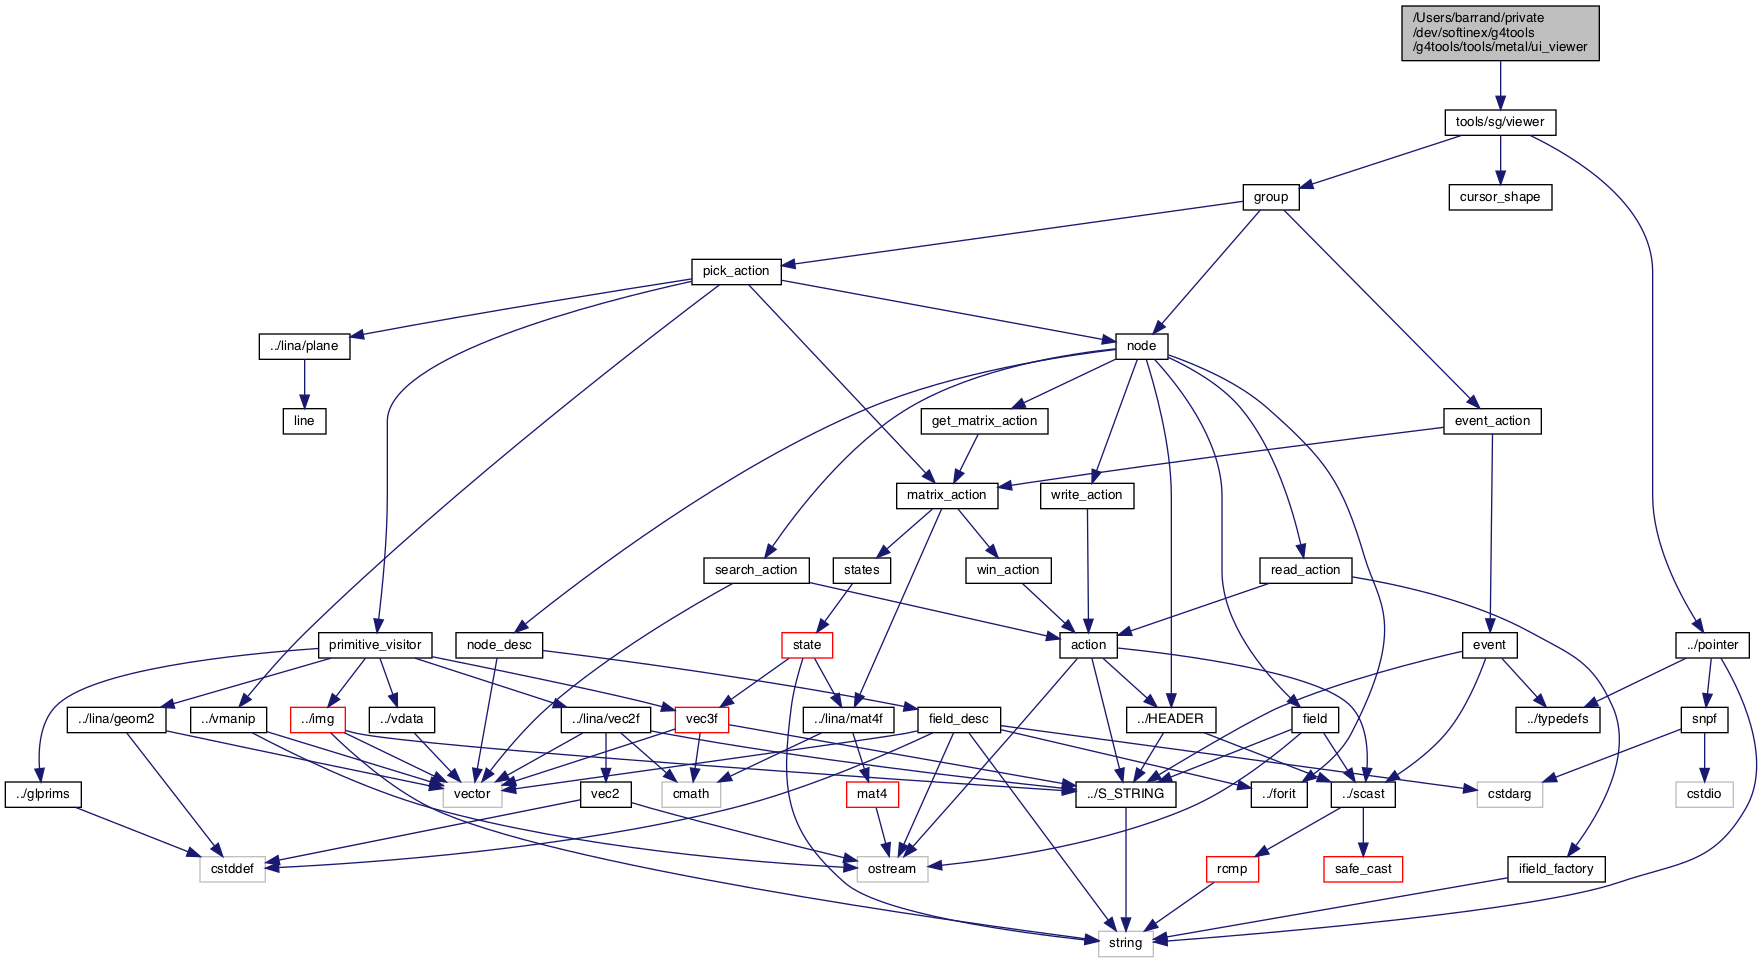 /Users/barrand/private
/dev/softinex/g4tools
/g4tools/tools/metal/ui_viewer
tools/sg/viewer
group
cursor_shape
pick_action
../lina/plane
node
line
get_matrix_action
event_action
matrix_action
write_action
search_action
states
win_action
read_action
primitive_visitor
node_desc
state
action
event
../pointer
../lina/geom2
../vmanip
../img
../vdata
../lina/vec2f
vec3f
../lina/mat4f
field_desc
../HEADER
field
../typedefs
snpf
../glprims
vector
vec2
cmath
mat4
../S_STRING
../forit
../scast
cstdarg
cstdio
cstddef
ostream
rcmp
safe_cast
ifield_factory
string